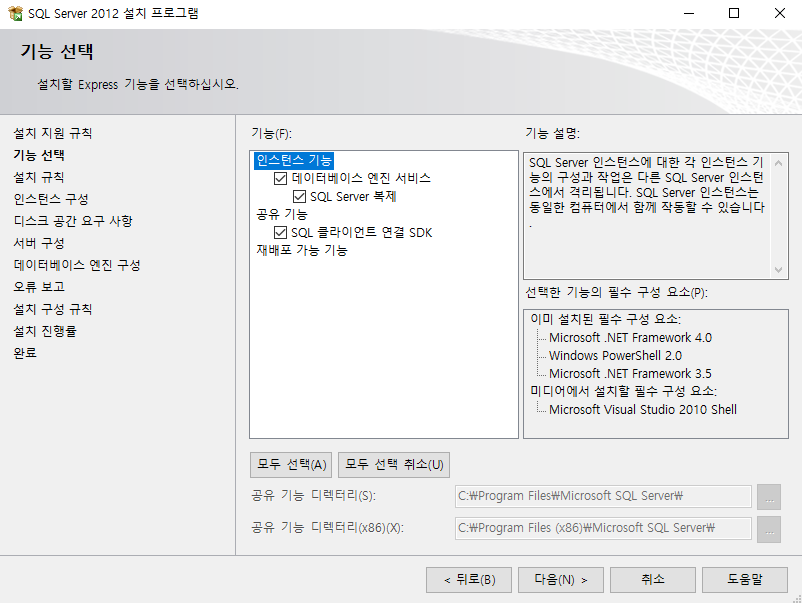 SQL Server 2012 설치 프로그램
기능 선택
설치할 Express 기능을 선택하십시오.
설치 지원 규칙
기능 선택
설치 규칙
인스턴스 구성
디스크 공간 요구 사항
서버 구성
데이터베이스 엔진 구성
오류 보고
설치 구성 규칙
설치 진행률
완료
기능(F):
인스턴스 기능
데이터베이스 엔진 서비스
SQL Server 복제
공유 기능
SQL 클라이언트 연결 SDK
재배포 가능 기능
기능 설명:
SQL Server 인스턴스에 대한 각 인스턴스 기
능의 구성과 작업은 다른 SQL Server 인스턴
스에서 격리됩니다. SQL Server 인스턴스는
동일한 컴퓨터에서 함께 작동할 수 있습니다
.
선택한 기능의 필수 구성 요소(P):
이미 설치된 필수 구성 요소:
Microsoft .NET Framework 4.0
Windows PowerShell 2.0
Microsoft .NET Framework 3.5
미디어에서 설치할 필수 구성 요소:
Microsoft Visual Studio 2010 Shell
모두 선택(A) 모두 선택 취소(U)
공유 기능 디렉터리(S): C:₩Program Files₩Microsoft SQL Server₩ ...
공유 기능 디렉터리(x86)(X): C:₩Program Files (x86)₩Microsoft SQL Server₩ ...
< 뒤로(B) 다음(N) > 취소 도움말